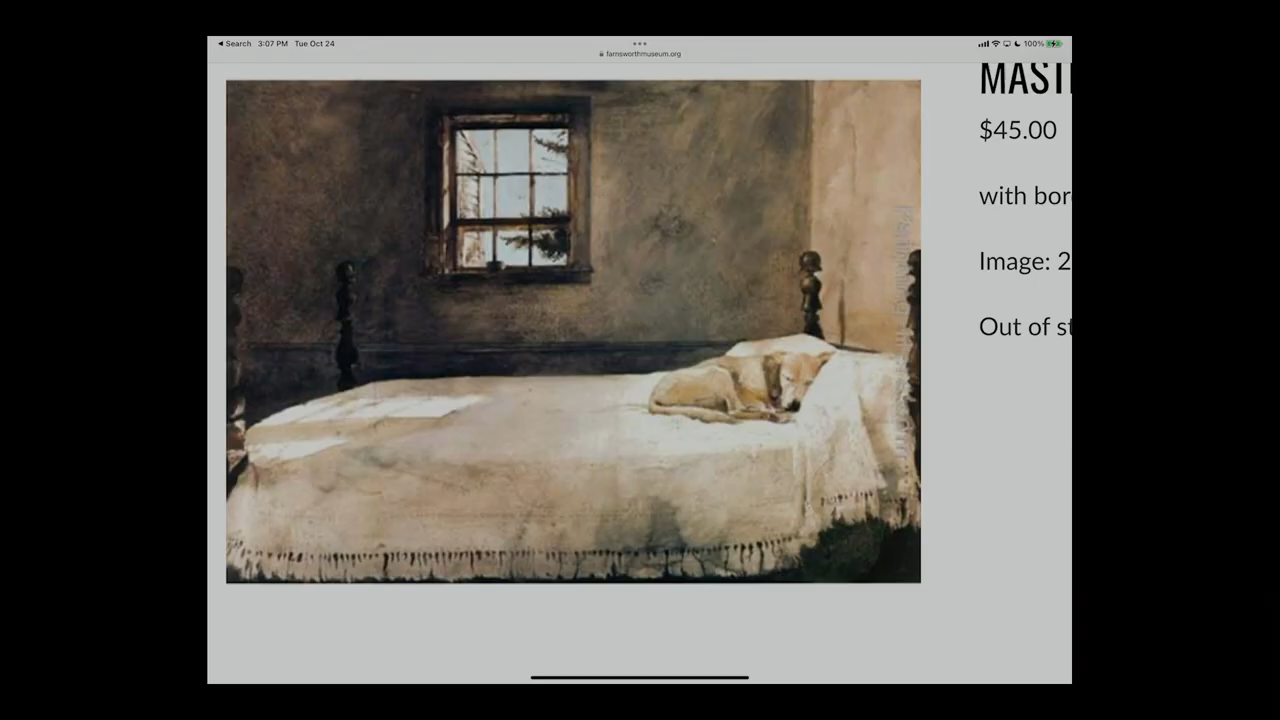 Search 3:07 PM Tue Oct 24
100%
farnsworthmuseum.org
MAST
$45.00
with bor
Image: 2
Out of st